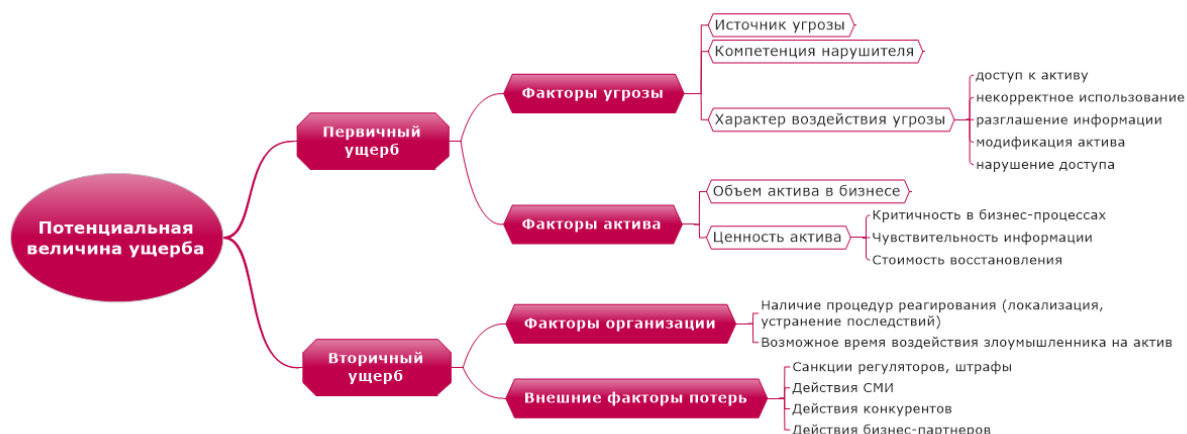 Потенциальная
величина ущерба
Первичный
ущерб
Факторы угрозы
Источник угрозы
Компетенция нарушителя
Характер воздействия угрозы
доступ к активу
некорректное использование
разглашение информации
модификация актива
нарушение доступа
Факторы актива
Объем актива в бизнесе
Ценность актива
Критичность в бизнес-процессах
Чувствительность информации
Стоимость восстановления
Вторичный
ущерб
Факторы организации
Наличие процедур реагирования (локализация,
устранение последствий)
Возможное время воздействия злоумышленника на актив
Внешние факторы потерь
Санкции регуляторов, штрафы
Действия СМИ
Действия конкурентов
Действия бизнес-партнеров